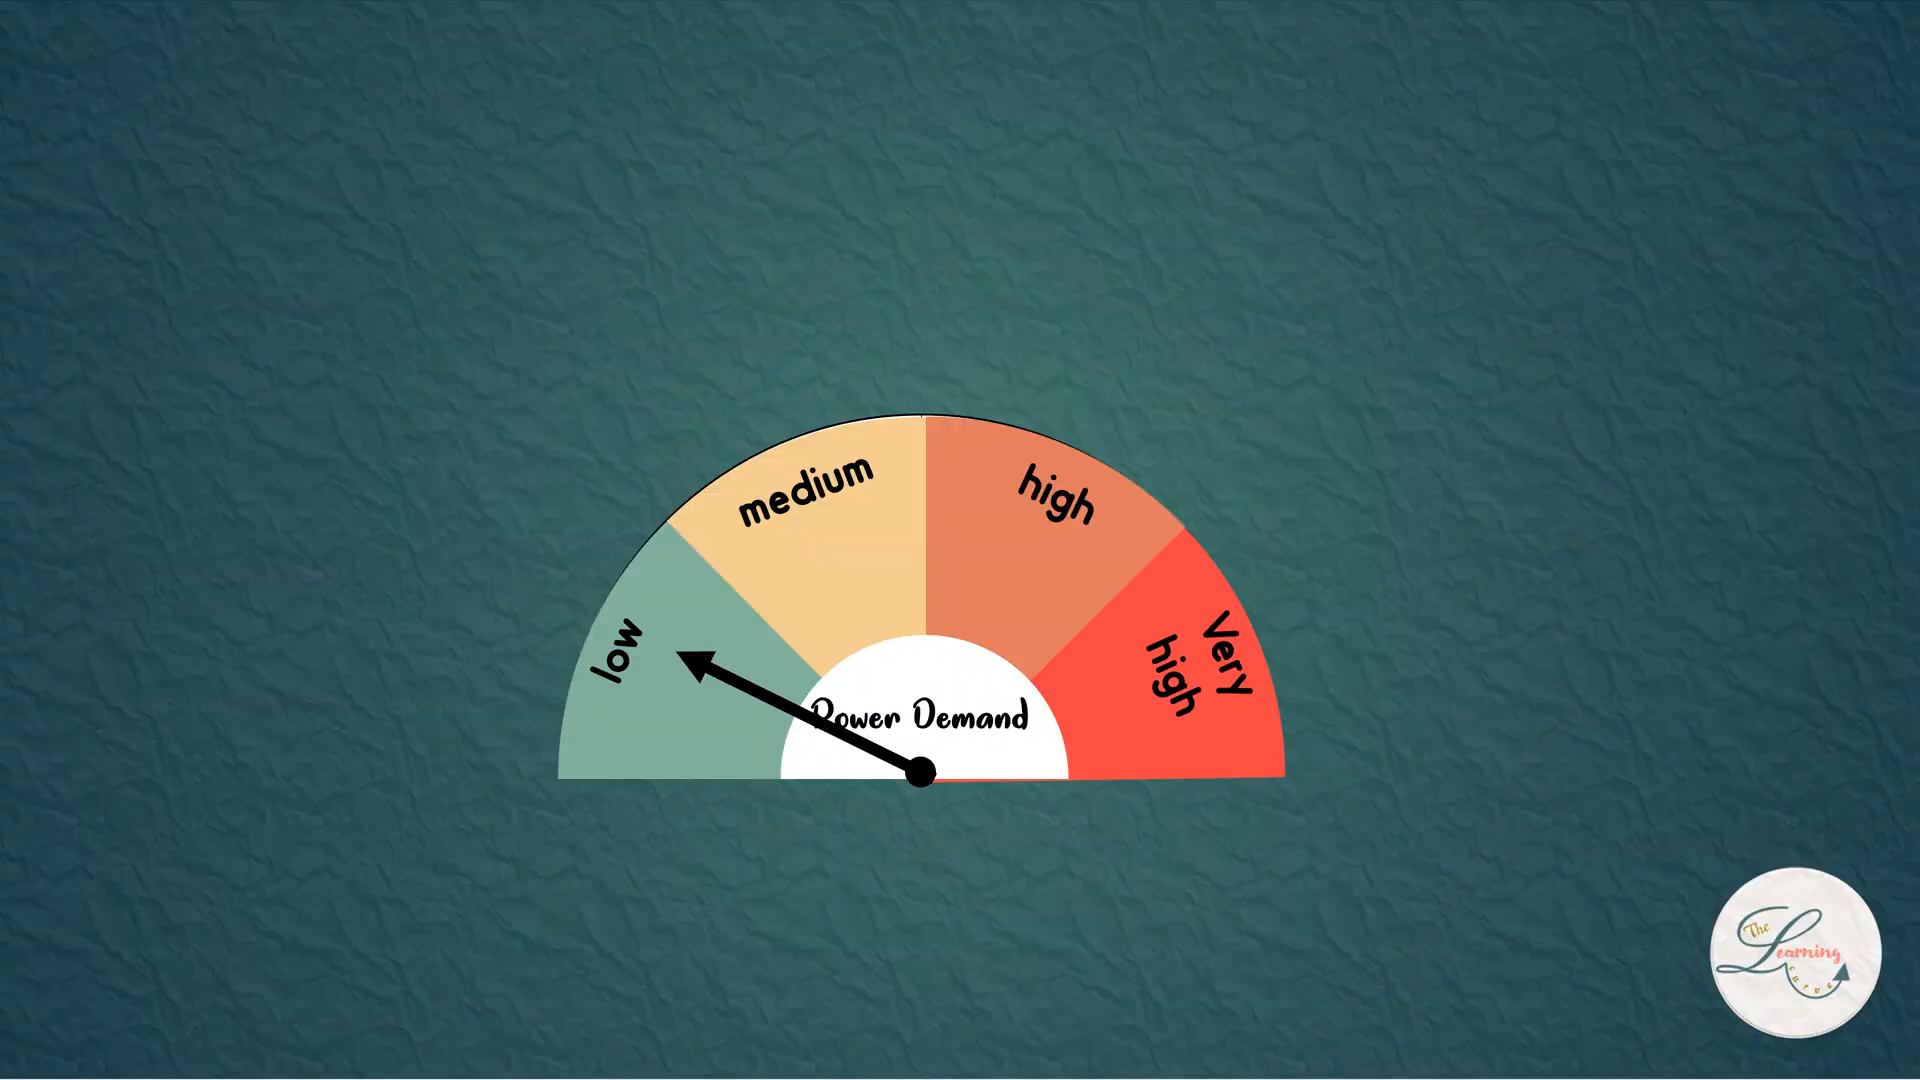 medium
high
low
Very
high
Power Demand
The
Learning
curve